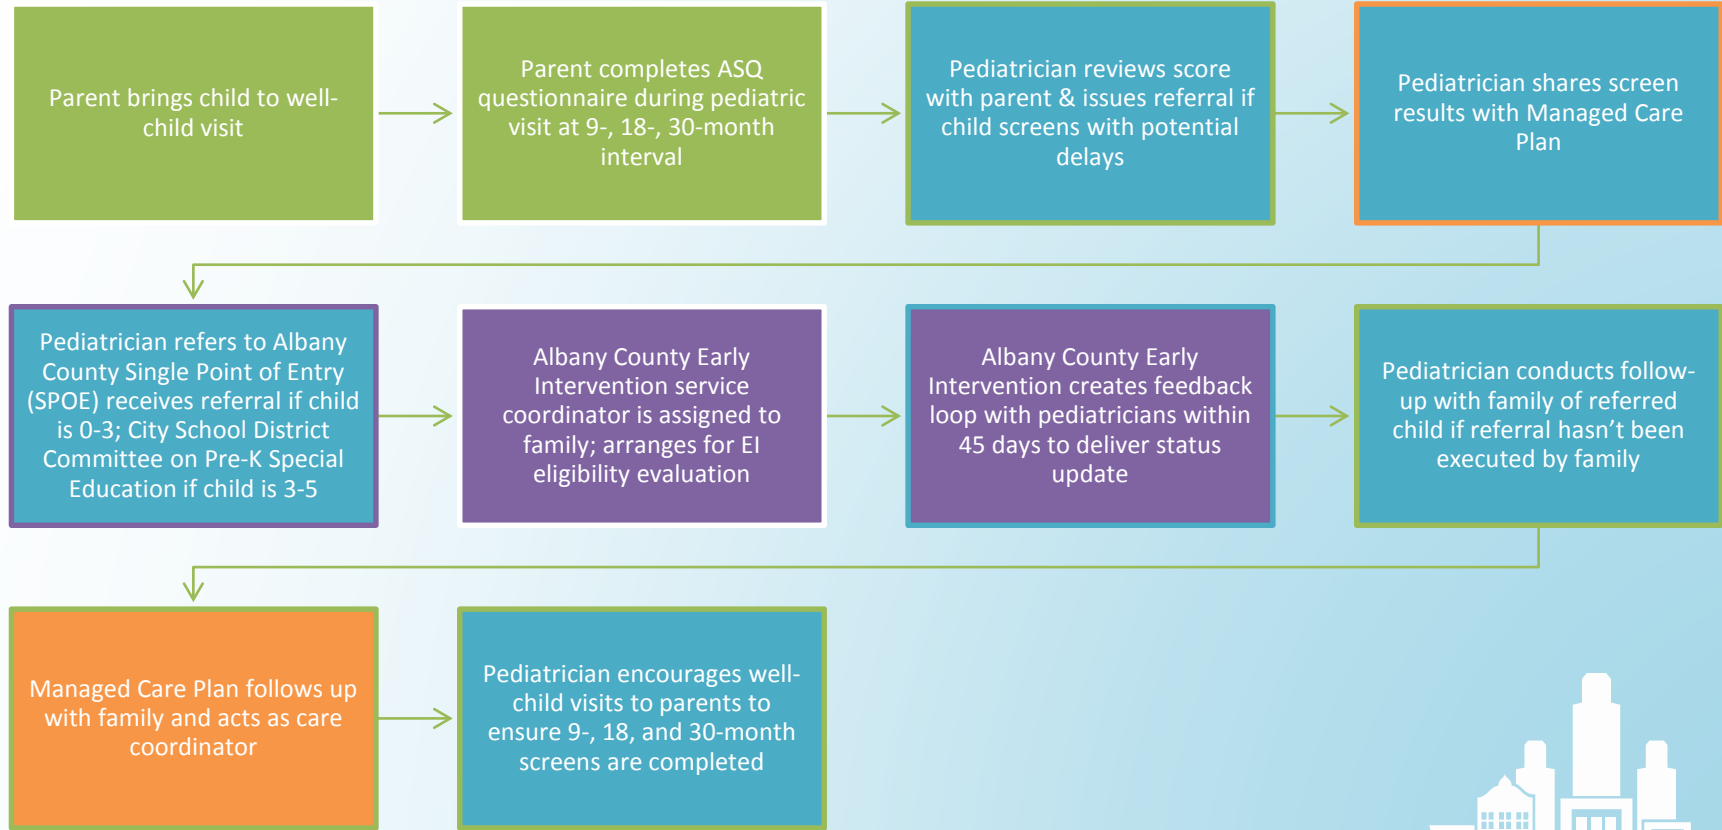 Parent brings child to well-
child visit
Parent completes ASQ
questionnaire during pediatric
visit at 9-, 18-, 30-month
interval
Pediatrician reviews score
with parent & issues referral if
child screens with potential
delays
Pediatrician shares screen
results with Managed Care
Plan
Pediatrician refers to Albany
County Single Point of Entry
(SPOE) receives referral if child
is 0-3; City School District
Committee on Pre-K Special
Education if child is 3-5
Albany County Early
Intervention service
coordinator is assigned to
family; arranges for EI
eligibility evaluation
Albany County Early
Intervention creates feedback
loop with pediatricians within
45 days to deliver status
update
Pediatrician conducts follow-
up with family of referred
child if referral hasn’t been
executed by family
Managed Care Plan follows up
with family and acts as care
coordinator
Pediatrician encourages well-
child visits to parents to
ensure 9-, 18, and 30-month
screens are completed